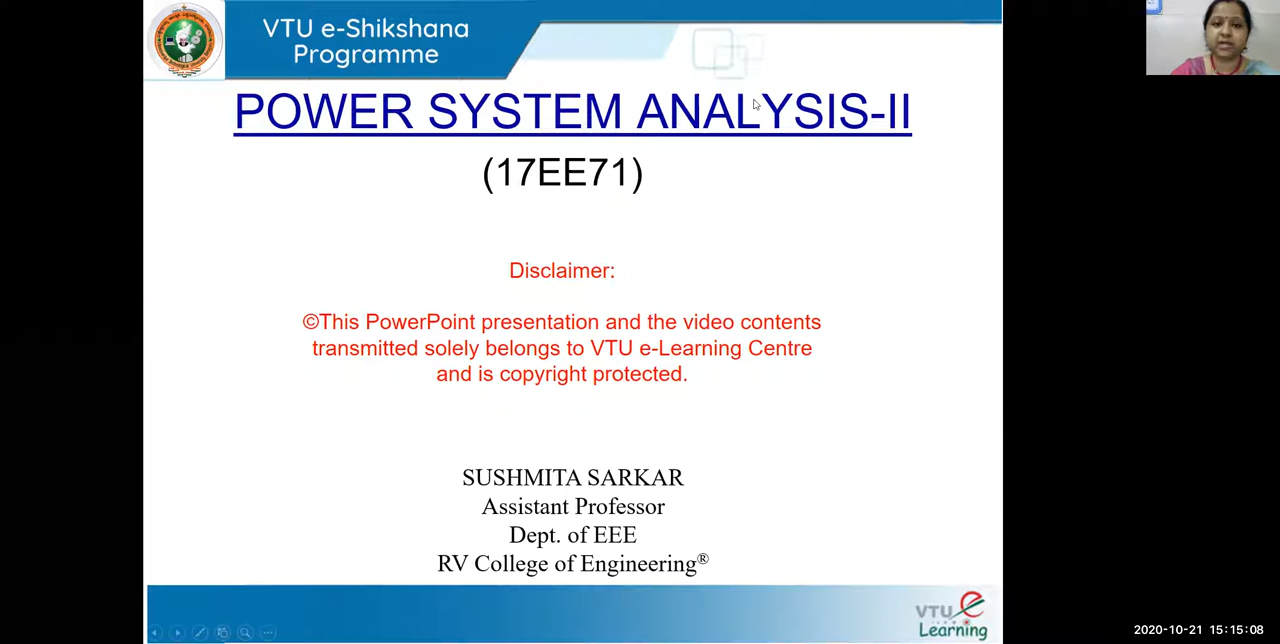 VTU e-Shikshana
Programme
POWER SYSTEM ANALYSIS-II
(17EE71)
Disclaimer:
©This PowerPoint presentation and the video contents
transmitted solely belongs to VTU e-Learning Centre
and is copyright protected.
SUSHMITA SARKAR
Assistant Professor
Dept. of EEE
RV College of Engineering®
VTU e
Learning
2020-10-21 15:15:08